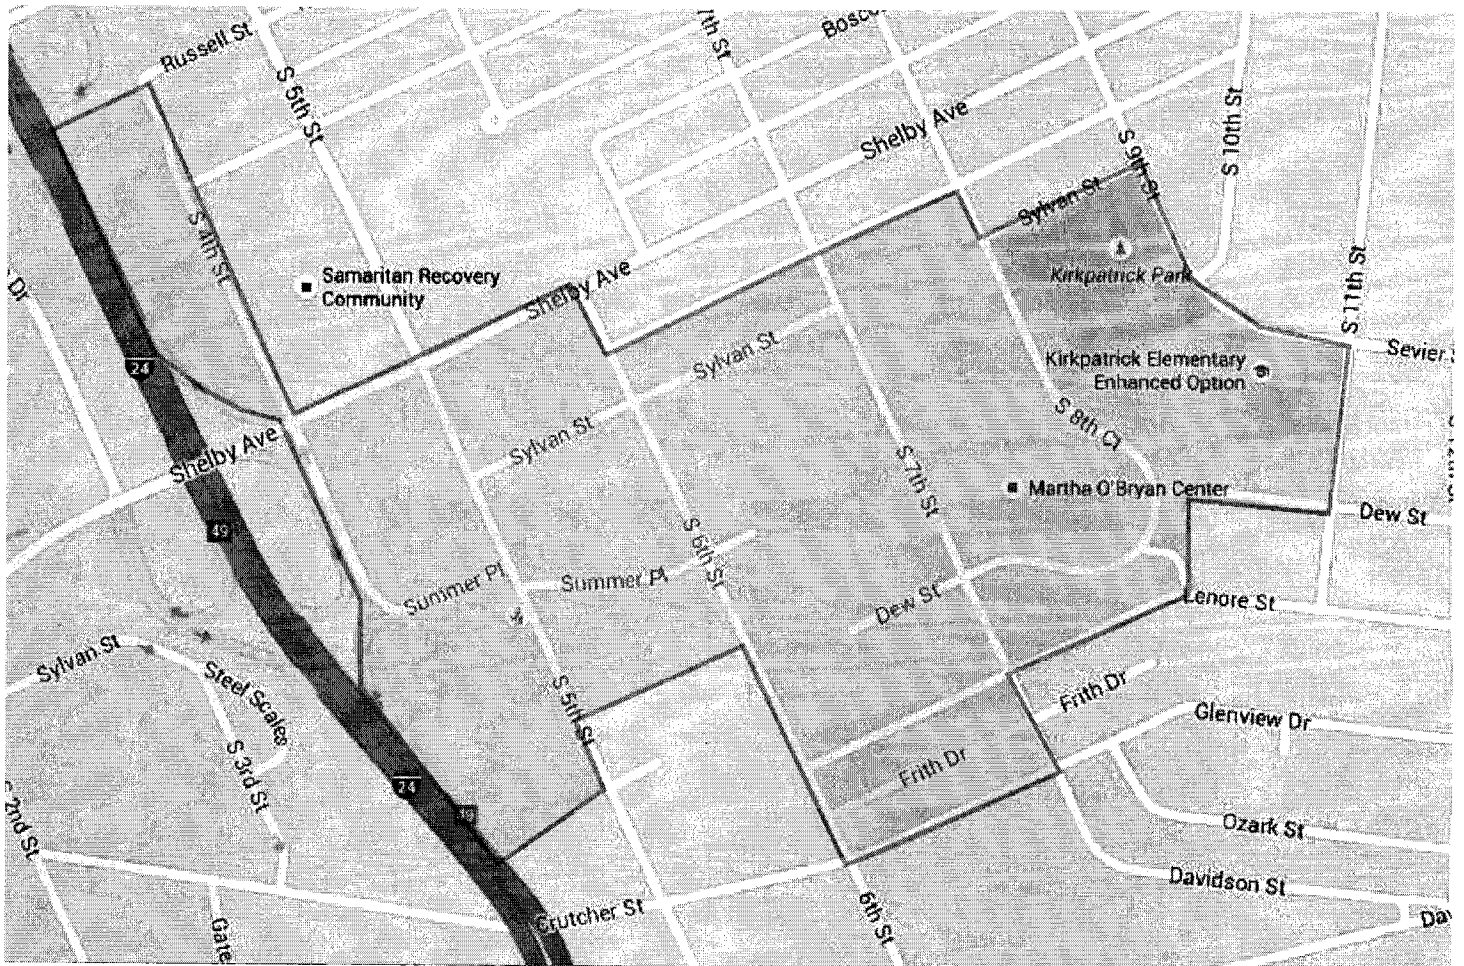 Russell St
S 5th St
7th St
Shelby Ave
S 9th St
S 10th St
Sylvan St
S 4th St
Samaritan Recovery
Community
Shelby Ave
Kirkpatrick Park
S 11th St
Dr
24
Sylvan St
Kirkpatrick Elementary
Enhanced Option
Sevier
S 8th Ct
Shelby Ave
Sylvan St
S 7th St
Martha O'Bryan Center
Dew St
49
S 6th St
Summer Pl
Summer Pl
Dew St
Lenore St
Sylvan St
Steel Scales
S 5th St
Frith Dr
Glenview Dr
S 3rd St
Frith Dr
24
2nd St
Ozark St
Davidson St
Crutcher St
6th St
Gate